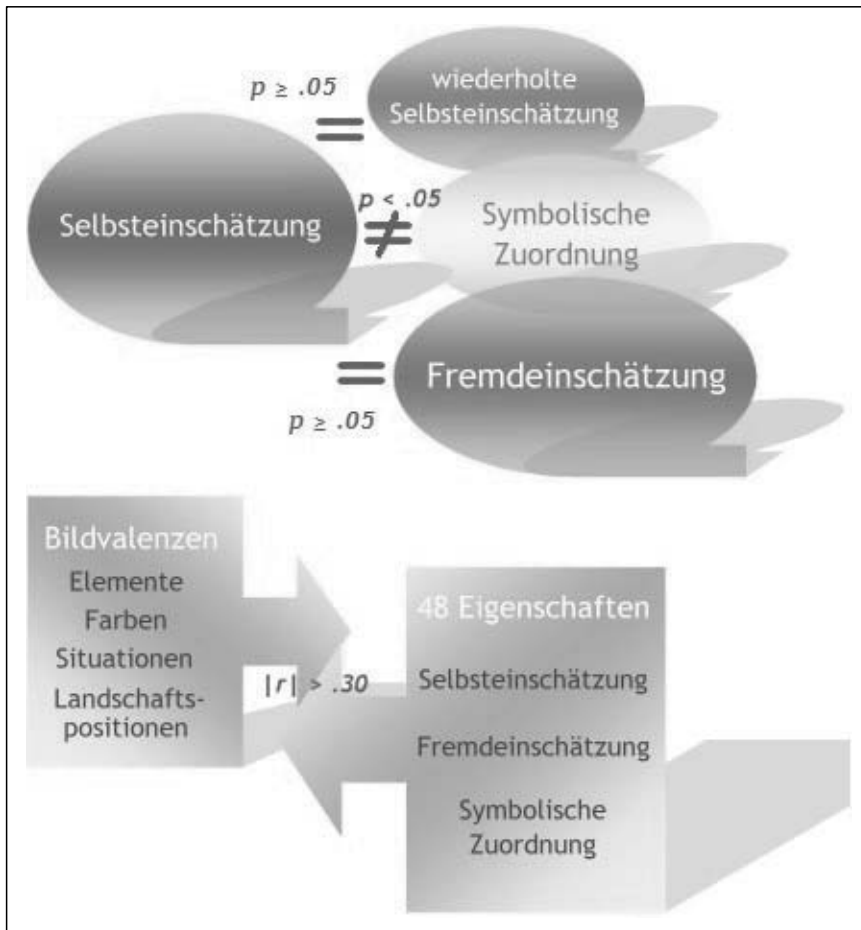 p ≥ .05
wiederholte
Selbsteinschätzung
=
Selbsteinschätzung
p < .05
≠
Symbolische
Zuordnung
=
Fremdeinschätzung
p ≥ .05
Bildvalenzen
Elemente
Farben
Situationen
Landschafts-
positionen
|r| > .30
48 Eigenschaften
Selbsteinschätzung
Fremdeinschätzung
Symbolische
Zuordnung